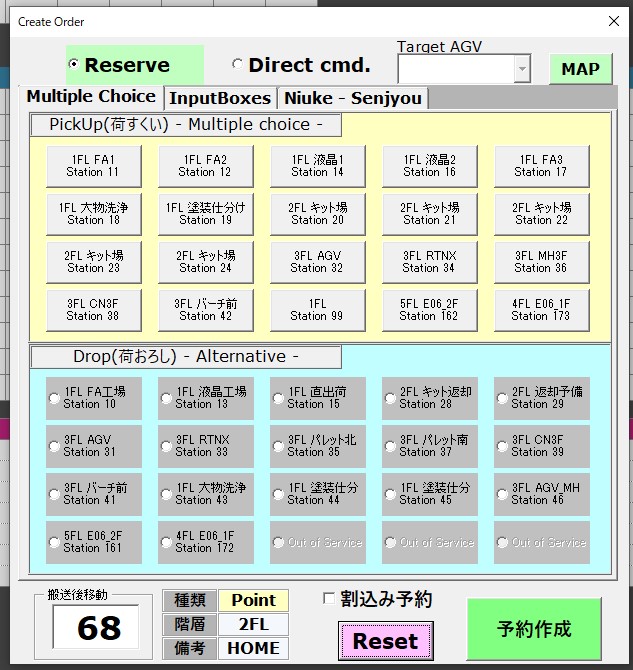 Create Order
Reserve
Direct cmd.
Target AGV
MAP
Multiple Choice
InputBoxes
Niuke - Senjyou
PickUp(荷すくい) - Multiple choice -
1FL FA1
Station 11
1FL FA2
Station 12
1FL 液晶1
Station 14
1FL 液晶2
Station 16
1FL FA3
Station 17
1FL 大物洗浄
Station 18
1FL 塗装仕分け
Station 19
2FL キット場
Station 20
2FL キット場
Station 21
2FL キット場
Station 22
2FL キット場
Station 23
2FL キット場
Station 24
3FL AGV
Station 32
3FL RTNX
Station 34
3FL MH3F
Station 36
3FL CN3F
Station 38
3FL バーチ前
Station 42
1FL
Station 99
5FL E06_2F
Station 162
4FL E06_1F
Station 173
Drop(荷おろし) - Alternative -
1FL FA工場
Station 10
1FL 液晶工場
Station 13
1FL 直出荷
Station 15
2FL キット返却
Station 28
2FL 返却予備
Station 29
3FL AGV
Station 31
3FL RTNX
Station 33
3FL パレット北
Station 35
3FL パレット南
Station 37
3FL CN3F
Station 39
3FL バーチ前
Station 41
1FL 大物洗浄
Station 43
1FL 塗装仕分
Station 44
1FL 塗装仕分
Station 45
3FL AGV_MH
Station 46
5FL E06_2F
Station 161
4FL E06_1F
Station 172
Out of Service
Out of Service
Out of Service
搬送後移動
68
種類 Point
階層 2FL
備考 HOME
割込み予約
Reset
予約作成